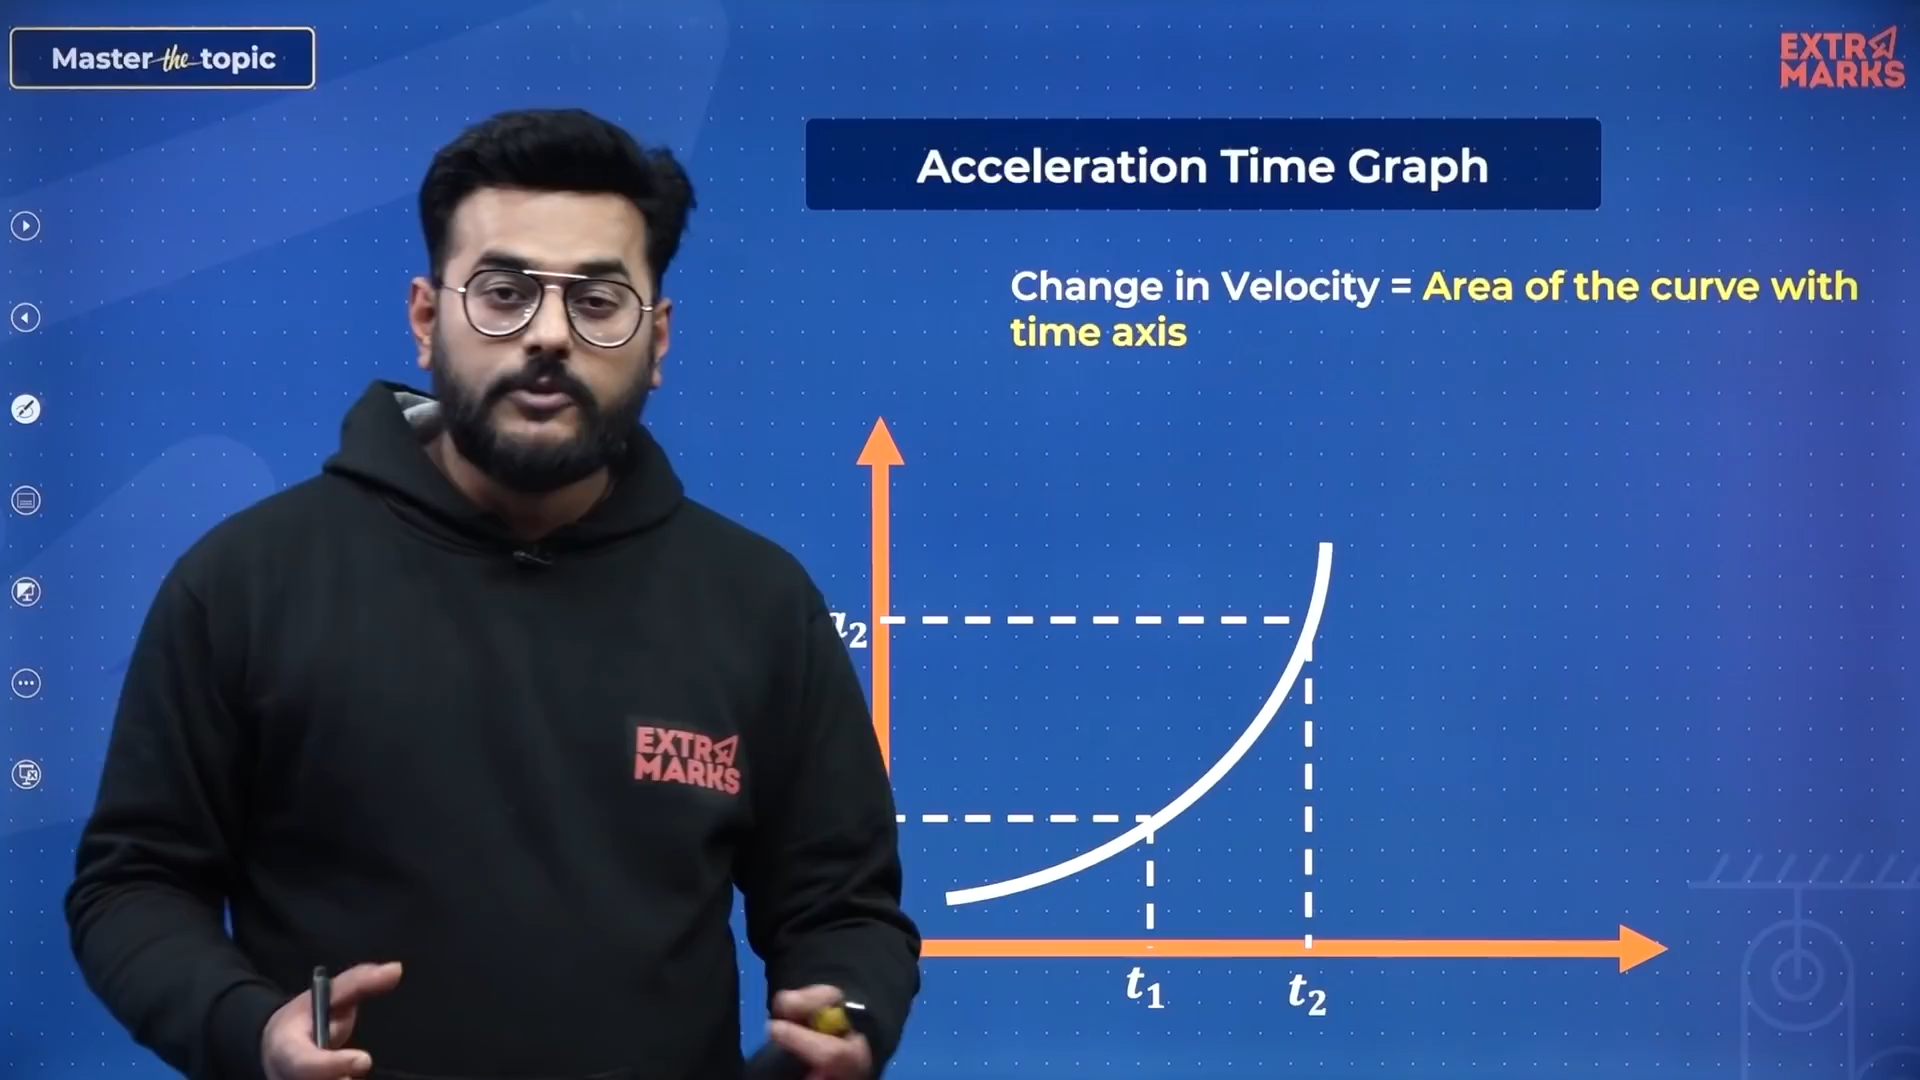 Master the topic
EXTRA
MARKS
Acceleration Time Graph
Change in Velocity = Area of the curve with
time axis
a₂
EXTRA
MARKS
t₁
t₂